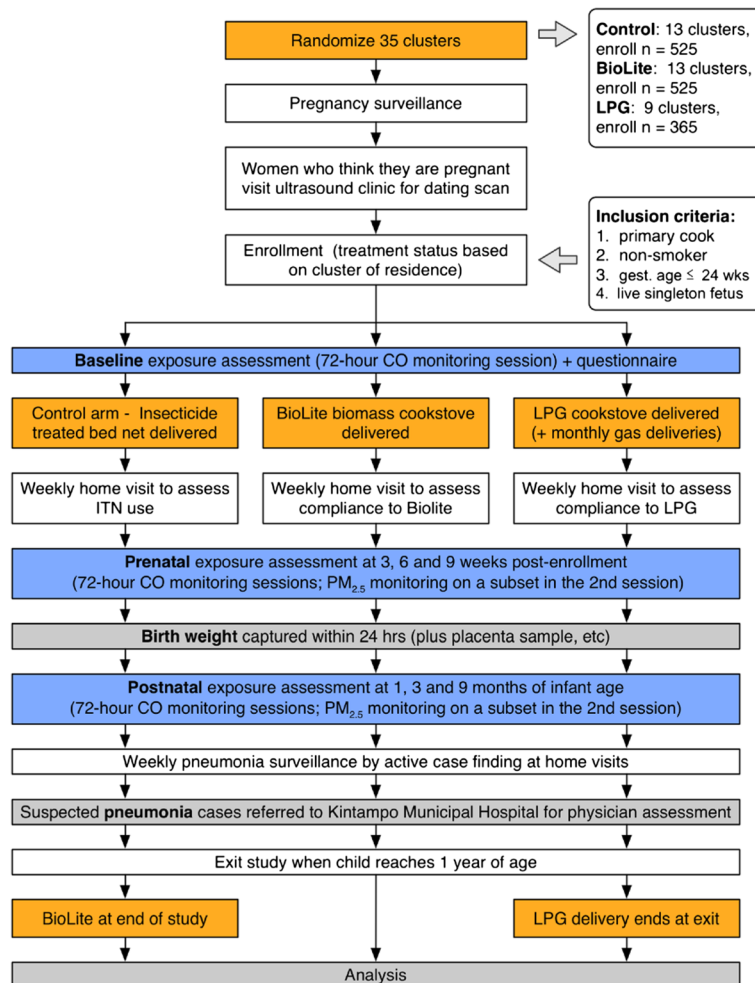 Randomize 35 clusters
Control: 13 clusters,
enroll n = 525
BioLite: 13 clusters,
enroll n = 525
LPG: 9 clusters,
enroll n = 365
Pregnancy surveillance
Women who think they are pregnant
visit ultrasound clinic for dating scan
Enrollment (treatment status based
on cluster of residence)
Inclusion criteria:
1. primary cook
2. non-smoker
3. gest. age ≤ 24 wks
4. live singleton fetus
Baseline exposure assessment (72-hour CO monitoring session) + questionnaire
Control arm - Insecticide
treated bed net delivered
BioLite biomass cookstove
delivered
LPG cookstove delivered
(+ monthly gas deliveries)
Weekly home visit to assess
ITN use
Weekly home visit to assess
compliance to Biolite
Weekly home visit to assess
compliance to LPG
Prenatal exposure assessment at 3, 6 and 9 weeks post-enrollment
(72-hour CO monitoring sessions; PM2.5 monitoring on a subset in the 2nd session)
Birth weight captured within 24 hrs (plus placenta sample, etc)
Postnatal exposure assessment at 1, 3 and 9 months of infant age
(72-hour CO monitoring sessions; PM2.5 monitoring on a subset in the 2nd session)
Weekly pneumonia surveillance by active case finding at home visits
Suspected pneumonia cases referred to Kintampo Municipal Hospital for physician assessment
Exit study when child reaches 1 year of age
BioLite at end of study
LPG delivery ends at exit
Analysis